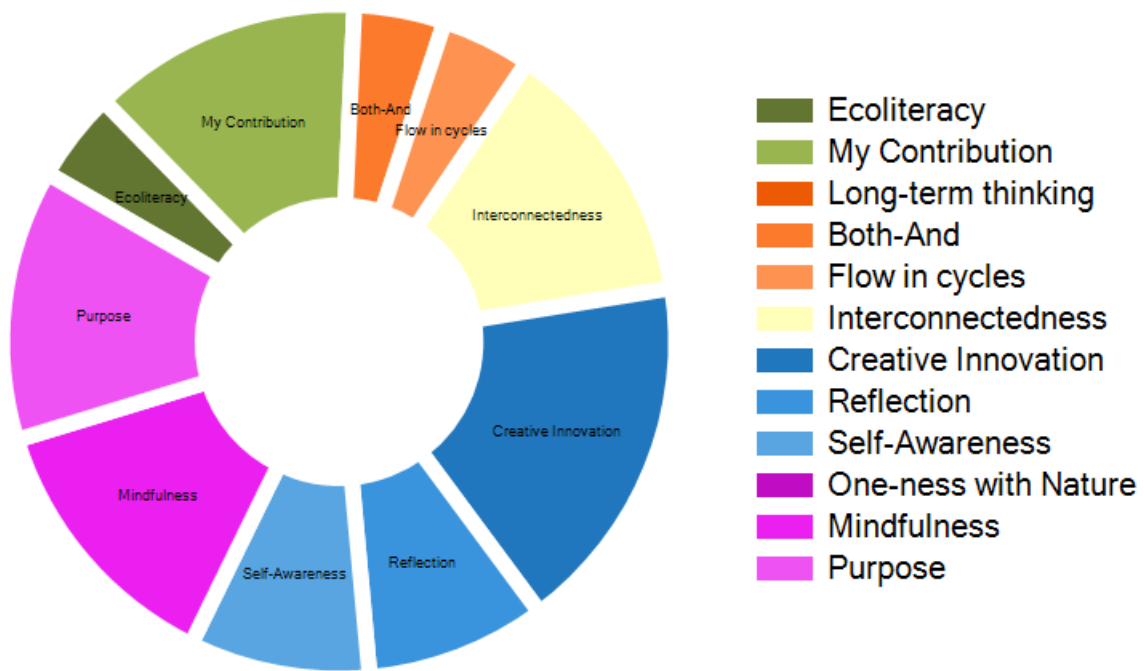 My Contribution
Both-And
Flow in cycles
Ecoliteracy
Interconnectedness
Purpose
Creative Innovation
Mindfulness
Reflection
Self-Awareness
Ecoliteracy
My Contribution
Long-term thinking
Both-And
Flow in cycles
Interconnectedness
Creative Innovation
Reflection
Self-Awareness
One-ness with Nature
Mindfulness
Purpose